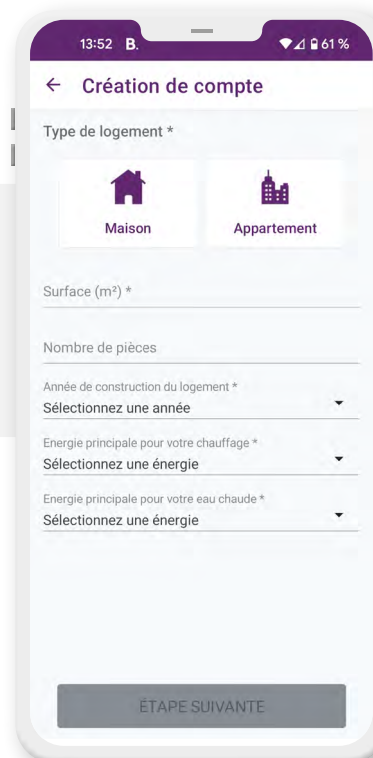 13:52 B. 61 %
Création de compte
Type de logement *
Maison Appartement
Surface (m²) *
Nombre de pièces
Année de construction du logement *
Sélectionnez une année
Energie principale pour votre chauffage *
Sélectionnez une énergie
Energie principale pour votre eau chaude *
Sélectionnez une énergie
ÉTAPE SUIVANTE